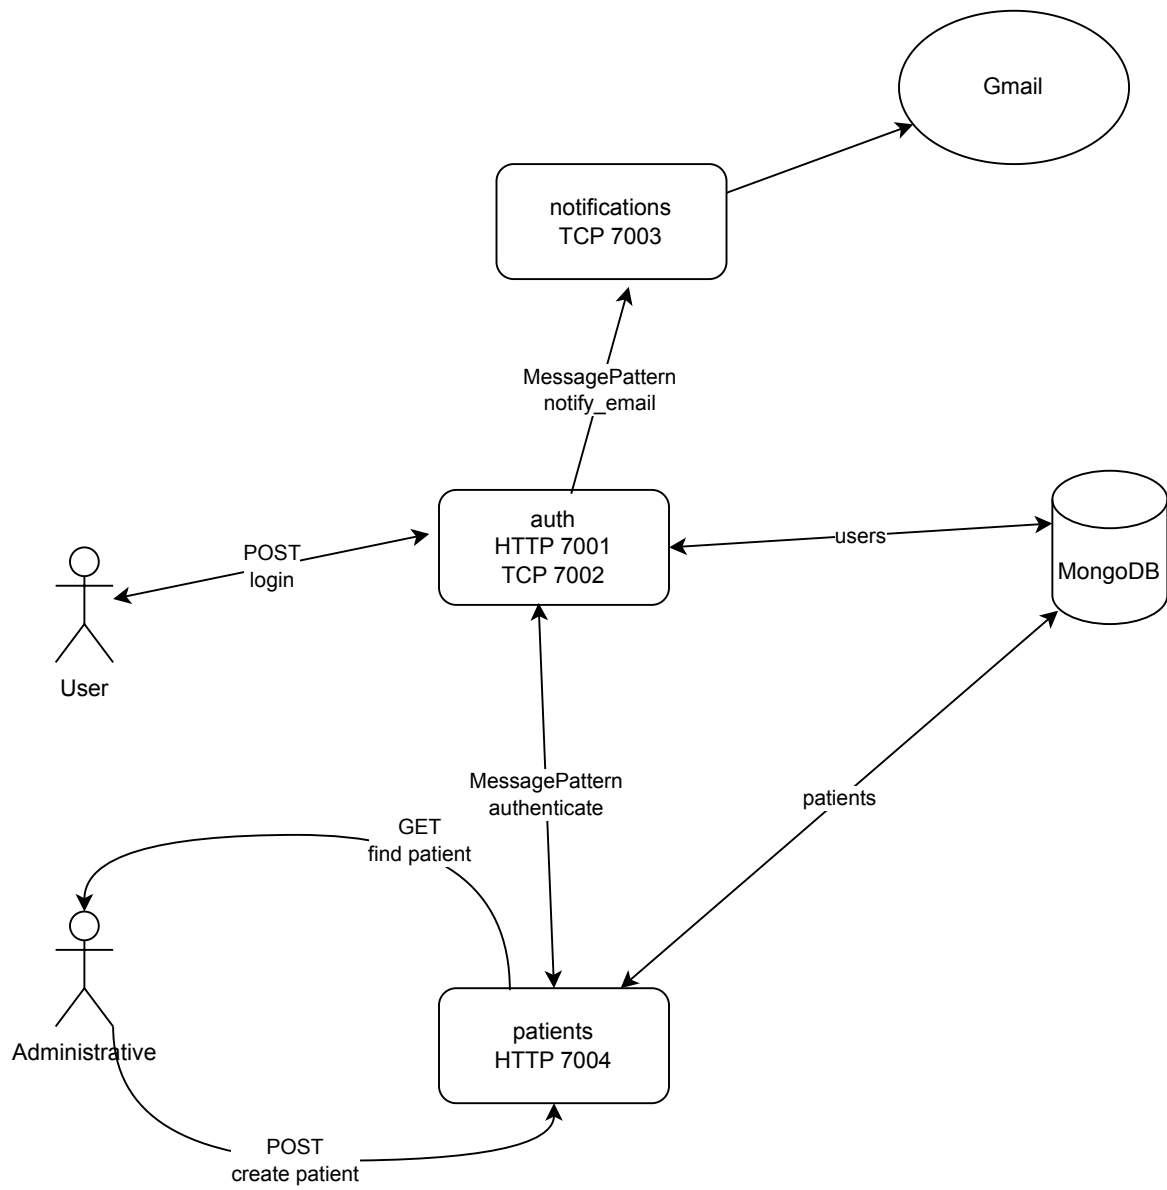 Gmail
notifications
TCP 7003
MessagePattern
notify_email
auth
HTTP 7001
TCP 7002
users
MongoDB
POST
login
User
MessagePattern
authenticate
patients
GET
find patient
Administrative
patients
HTTP 7004
POST
create patient